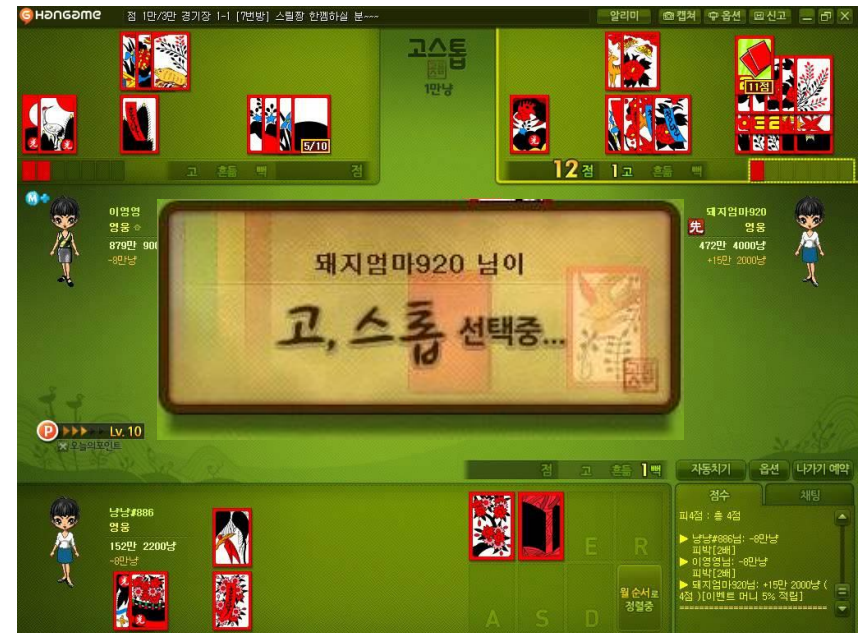 HANGAME
점 1만/3만 경기장 1-1 [7번방] 스릴장 한껨하실 분~~~
알리미 캡쳐 옵션 신고
고스톱
1만냥
5/10
11점
고 흔듦 뻑 점
12점 1고 흔듦 뻑
이영영
영웅
879만 900
-8만냥
돼지엄마920
先 영웅
472만 4000냥
+15만 2000냥
돼지엄마920 님이
고, 스톱 선택중...
P Lv.10
오늘의포인트
점 고 흔듦 1뻑
자동치기 옵션 나가기 예약
점수 채팅
냥냥#886
영웅
152만 2200냥
-8만냥
E R
A S D
월 순서로
정렬중
피4점 : 총 4점
▶ 냥냥#886님: -8만냥
피박[2배]
▶ 이영영님: -8만냥
피박[2배]
▶ 돼지엄마920님: +15만 2000냥 (
4점 )[이벤트 머니 5% 적립]